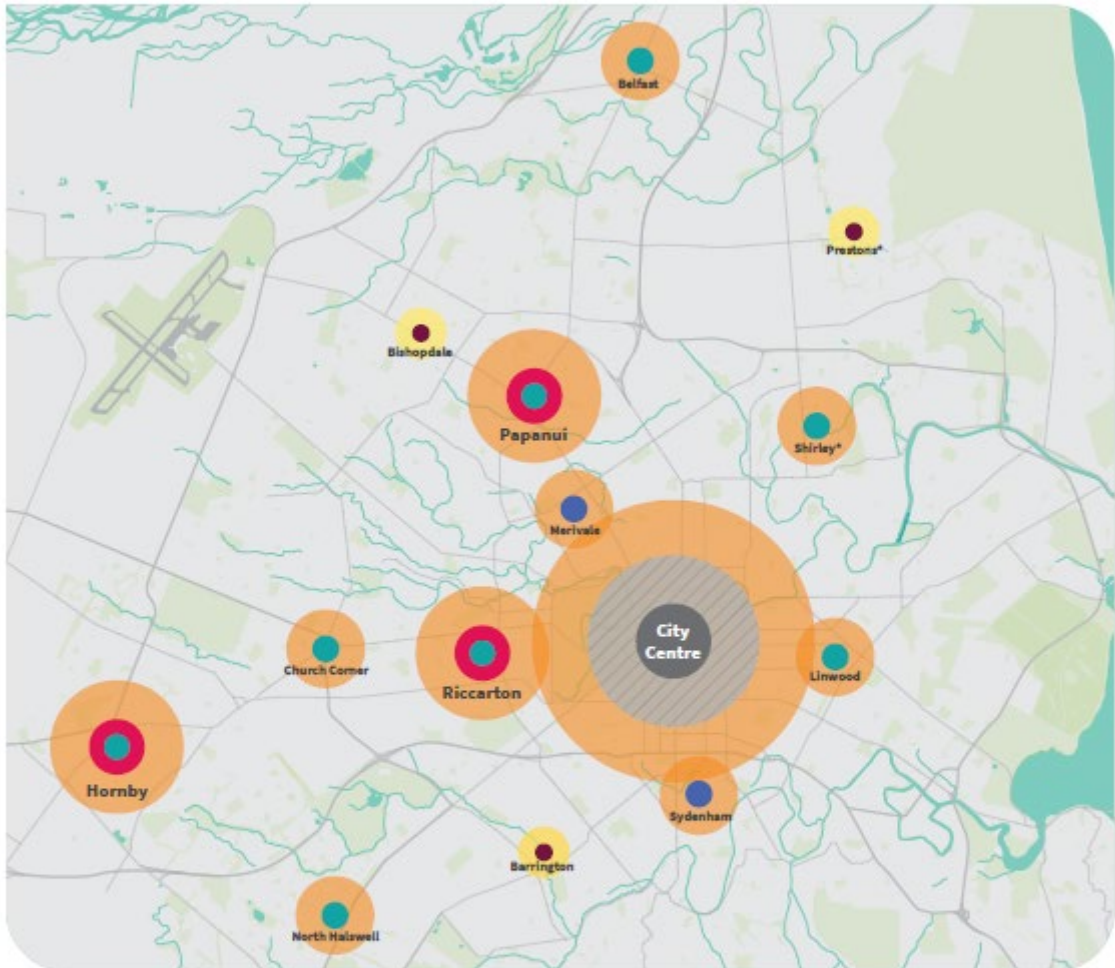 Belfast
Prestons*
Bishopdale
Papanui
Shirley*
Merivale
City
Centre
Church Corner
Riccarton
Linwood
Hornby
Sydenham
Barrington
North Halswell